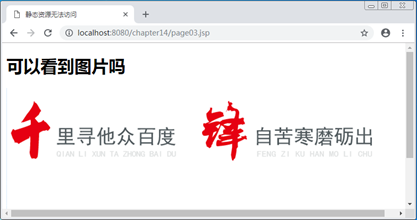 静态资源无法访问
localhost:8080/chapter14/page03.jsp
可以看到图片吗
千里寻他众百度 锋自苦寒磨砺出
QIAN LI XUN TA ZHONG BAI DU FENG ZI KU HAN MO LI CHU